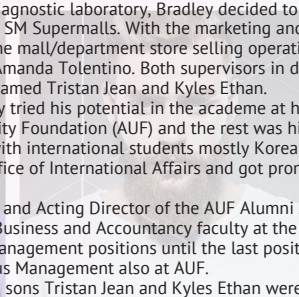 agnostic laboratory, Bradley decided to
SM Supermalls. With the marketing and
he mall/department store selling operati
Amanda Tolentino. Both supervisors in d
amed Tristan Jean and Kyles Ethan.
y tried his potential in the academe at h
ity Foundation (AUF) and the rest was hi
with international students mostly Korea
ffice of International Affairs and got pron
and Acting Director of the AUF Alumni
Business and Accountancy faculty at the
anagement positions until the last posit
us Management also at AUF.
sons Tristan Jean and Kyles Ethan were